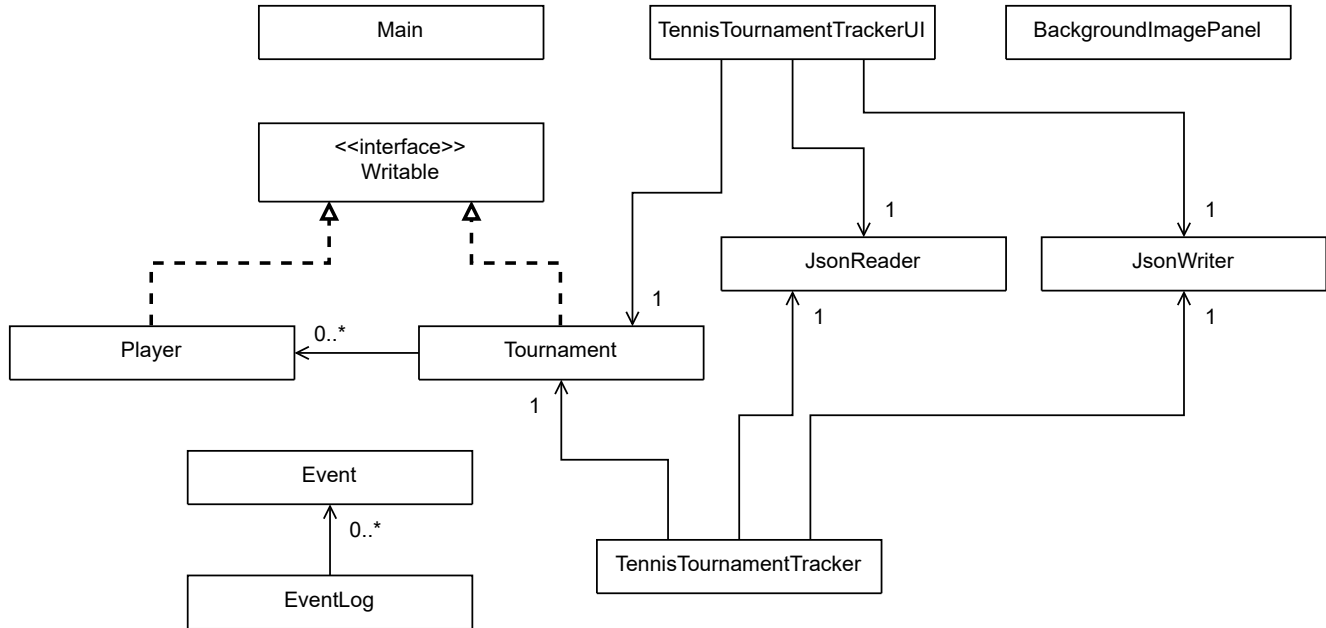 Main
TennisTournamentTrackerUI
BackgroundImagePanel
<<interface>>
Writable
1
1
JsonReader
JsonWriter
1
1
1
0..*
Player
Tournament
1
Event
0..*
TennisTournamentTracker
EventLog